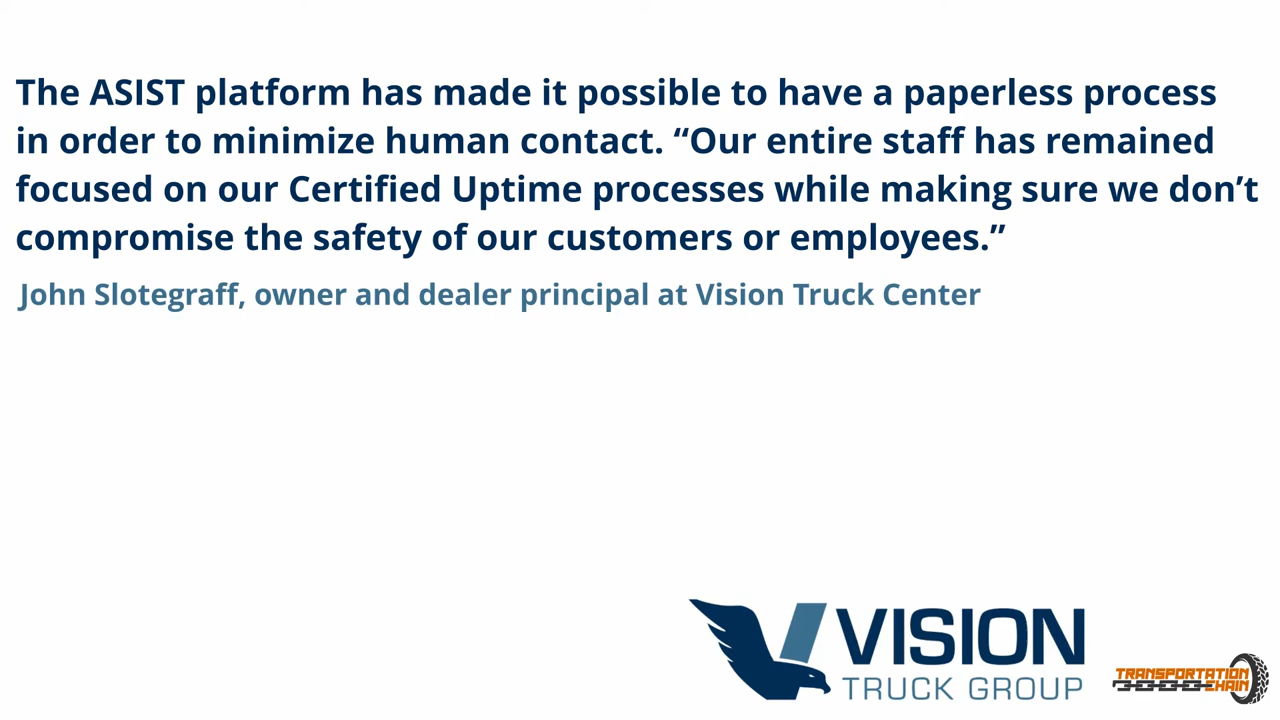 The ASIST platform has made it possible to have a paperless process
in order to minimize human contact. “Our entire staff has remained
focused on our Certified Uptime processes while making sure we don’t
compromise the safety of our customers or employees.”
John Slotegraff, owner and dealer principal at Vision Truck Center
VISION
TRUCK GROUP
TRANSPORTATION
CHAIN